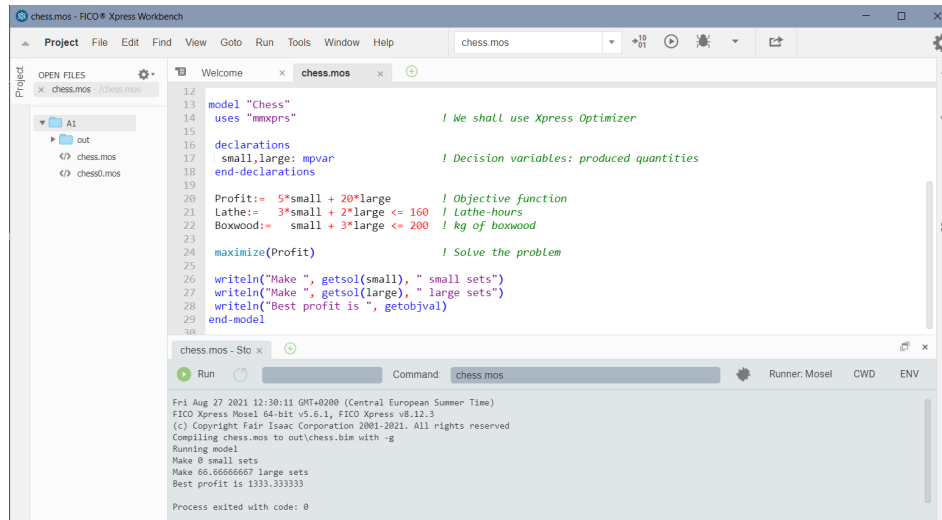 chess.mos - FICO® Xpress Workbench
Project File Edit Find View Goto Run Tools Window Help chess.mos
Project
OPEN FILES
chess.mos - /chess.mos
A1
out
chess.mos
chess0.mos
Welcome × chess.mos ×
12
13 model "Chess"
14 uses "mmxprs" ! We shall use Xpress Optimizer
15
16 declarations
17 small,large: mpvar ! Decision variables: produced quantities
18 end-declarations
19
20 Profit:= 5*small + 20*large ! Objective function
21 Lathe:= 3*small + 2*large <= 160 ! Lathe-hours
22 Boxwood:= small + 3*large <= 200 ! kg of boxwood
23
24 maximize(Profit) ! Solve the problem
25
26 writeln("Make ", getsol(small), " small sets")
27 writeln("Make ", getsol(large), " large sets")
28 writeln("Best profit is ", getobjval)
29 end-model
30
chess.mos - Sto ×
Run Command: chess.mos Runner: Mosel CWD ENV
Fri Aug 27 2021 12:30:11 GMT+0200 (Central European Summer Time)
FICO Xpress Mosel 64-bit v5.6.1, FICO Xpress v8.12.3
(c) Copyright Fair Isaac Corporation 2001-2021. All rights reserved
Compiling chess.mos to out\chess.bim with -g
Running model
Make 0 small sets
Make 66.66666667 large sets
Best profit is 1333.333333
Process exited with code: 0